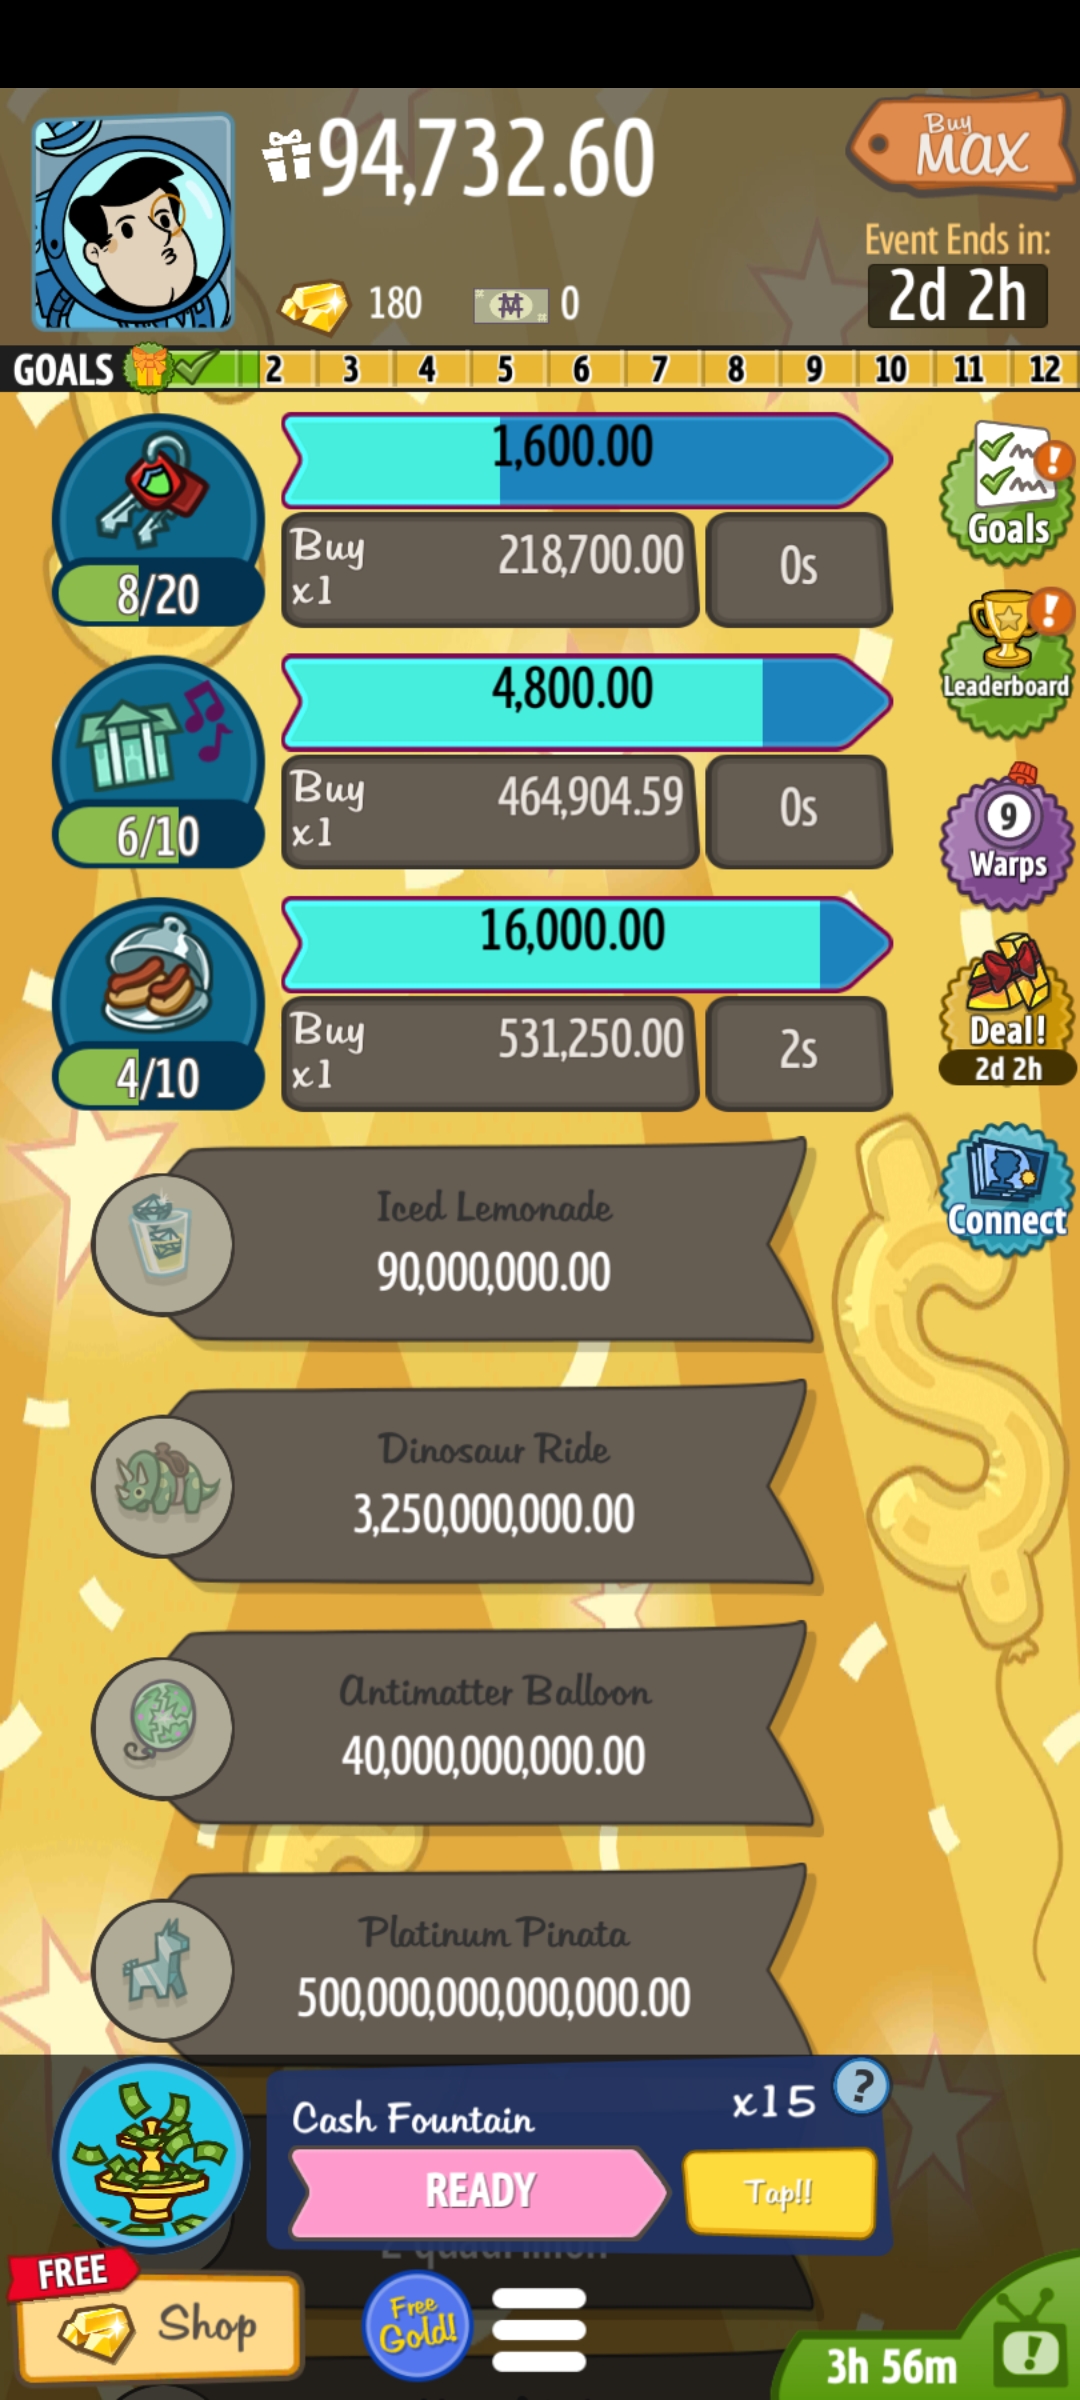 94,732.60
Buy
MAX
Event Ends in:
2d 2h
180
0
GOALS 2 3 4 5 6 7 8 9 10 11 12
1,600.00
Buy
x1
218,700.00
0s
8/20
Goals
4,800.00
Buy
x1
464,904.59
0s
6/10
Leaderboard
9
Warps
16,000.00
Buy
x1
531,250.00
2s
4/10
Deal!
2d 2h
Connect
Iced Lemonade
90,000,000.00
Dinosaur Ride
3,250,000,000.00
Antimatter Balloon
40,000,000,000.00
Platinum Pinata
500,000,000,000,000.00
Cash Fountain
x15
?
READY
Tap!!
FREE
Shop
Free
Gold!
3h 56m